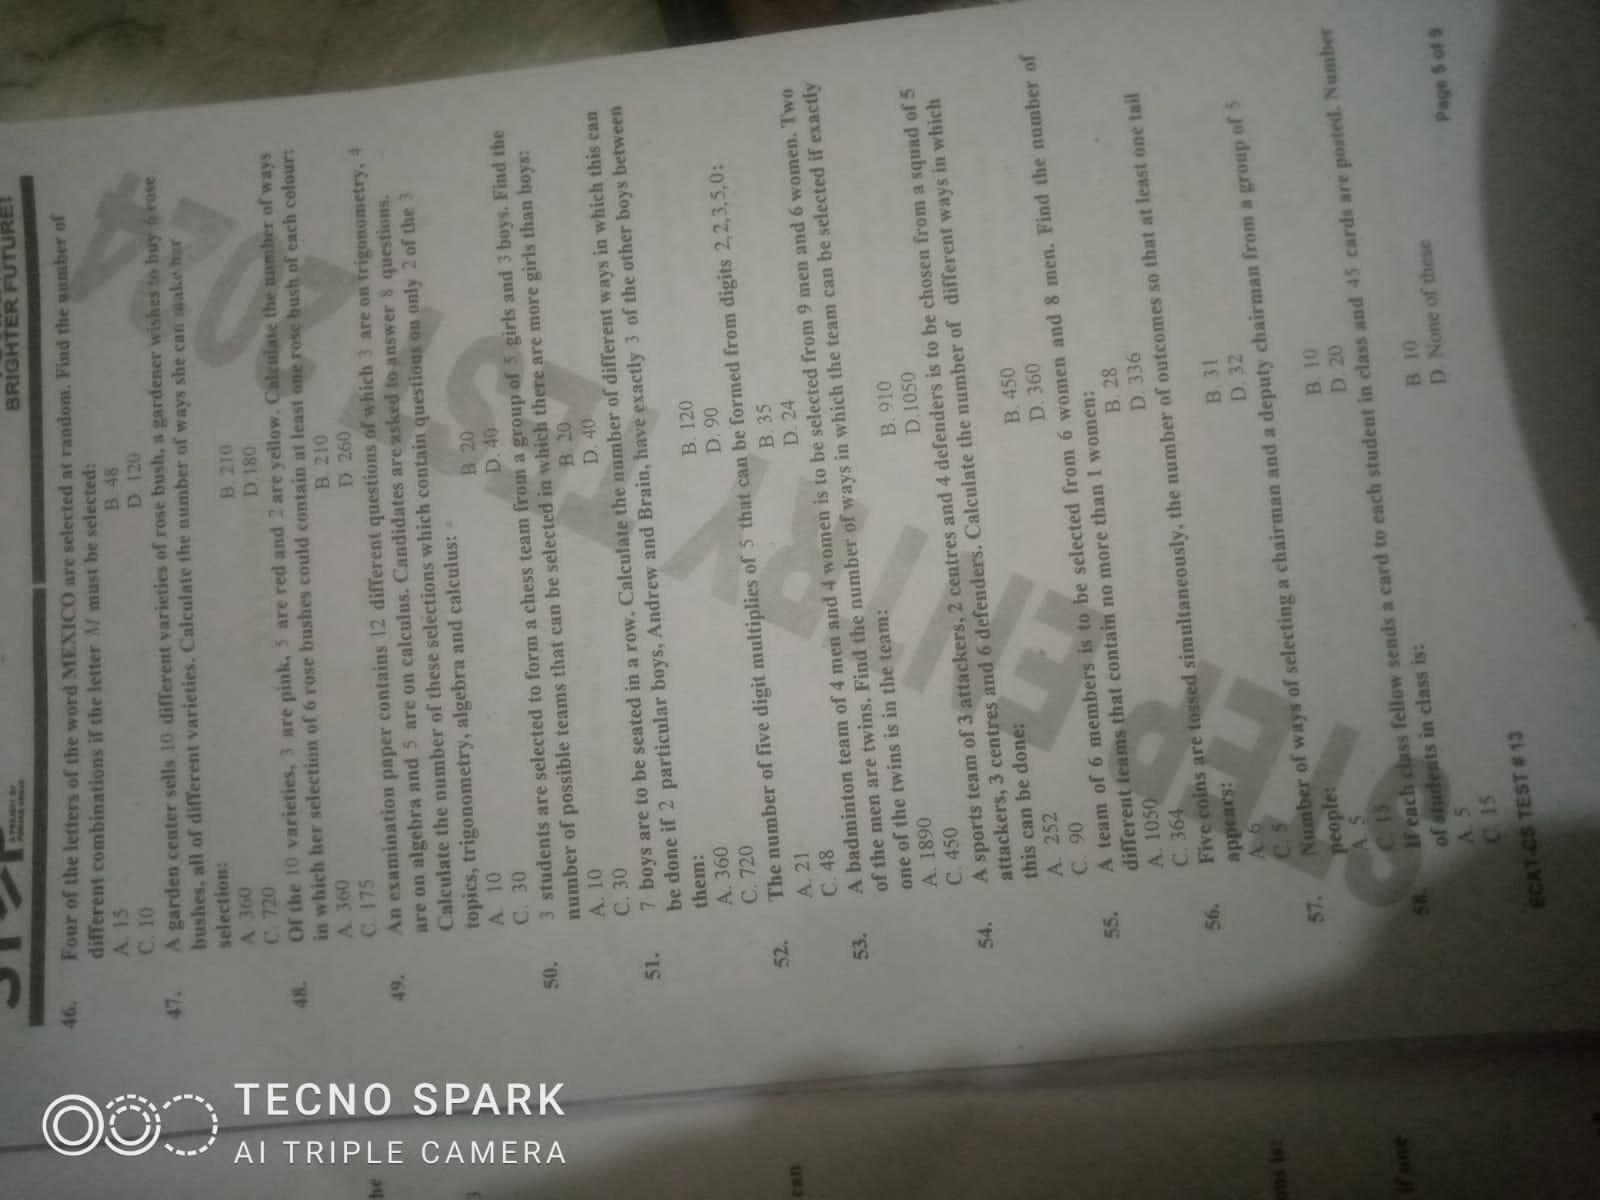 BRIGHTER FUTURE!
46. Four of the letters of the word MEXICO are selected at random. Find the number of
different combinations if the letter M must be selected:
A. 15 B. 48
C. 10 D. 120
47. A garden center sells 10 different varieties of rose bush, a gardener wishes to buy 6 rose
bushes, all of different varieties. Calculate the number of ways she can make her
selection:
A. 360 B. 210
C. 720 D. 180
48. Of the 10 varieties, 3 are pink, 5 are red and 2 are yellow. Calculate the number of ways
in which her selection of 6 rose bushes could contain at least one rose bush of each colour:
A. 360 B. 210
C. 175 D. 260
49. An examination paper contains 12 different questions of which 3 are on trigonometry, 4
are on algebra and 5 are on calculus. Candidates are asked to answer 8 questions.
Calculate the number of these selections which contain questions on only 2 of the 3
topics, trigonometry, algebra and calculus:
A. 10 B. 20
C. 30 D. 40
50. 3 students are selected to form a chess team from a group of 5 girls and 3 boys. Find the
number of possible teams that can be selected in which there are more girls than boys:
A. 10 B. 20
C. 30 D. 40
51. 7 boys are to be seated in a row. Calculate the number of different ways in which this can
be done if 2 particular boys, Andrew and Brain, have exactly 3 of the other boys between
them:
A. 360 B. 120
C. 720 D. 90
52. The number of five digit multiplies of 5 that can be formed from digits 2,2,3,5,0:
A. 21 B. 35
C. 48 D. 24
53. A badminton team of 4 men and 4 women is to be selected from 9 men and 6 women. Two
of the men are twins. Find the number of ways in which the team can be selected if exactly
one of the twins is in the team:
A. 1890 B. 910
C. 450 D.1050
54. A sports team of 3 attackers, 2 centres and 4 defenders is to be chosen from a squad of 5
attackers, 3 centres and 6 defenders. Calculate the number of different ways in which
this can be done:
A. 252 B. 450
C. 90 D. 360
55. A team of 6 members is to be selected from 6 women and 8 men. Find the number of
different teams that contain no more than 1 women:
A. 1050 B. 28
C. 364 D. 336
56. Five coins are tossed simultaneously, the number of outcomes so that at least one tail
appears:
A. 6 B. 31
C. 5 D. 32
57. Number of ways of selecting a chairman and a deputy chairman from a group of 5
people:
A. 5 B. 10
C. 15 D. 20
58. If each class fellow sends a card to each student in class and 45 cards are posted. Number
of students in class is:
A. 5 B. 10
C. 15 D. None of these
ECAT-CS TEST # 13 Page 5 of 9
STEP ENTRY TEST 2024
he
can
if one
TECNO SPARK
AI TRIPLE CAMERA